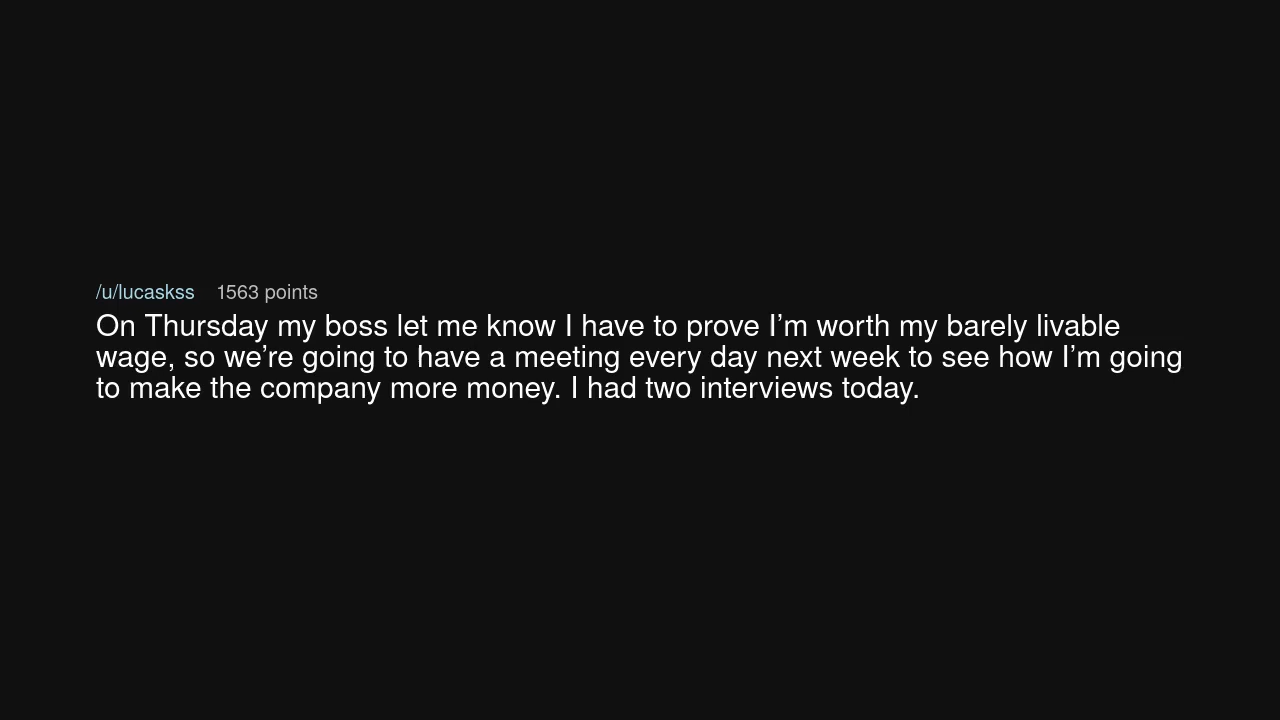 /u/lucaskss 1563 points
On Thursday my boss let me know I have to prove I’m worth my barely livable
wage, so we’re going to have a meeting every day next week to see how I’m going
to make the company more money. I had two interviews today.